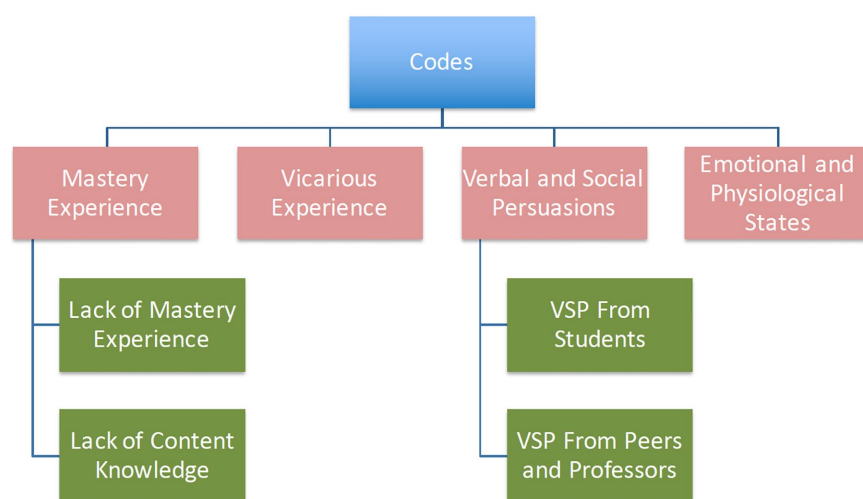 Codes
Mastery
Experience
Vicarious
Experience
Verbal and Social
Persuasions
Emotional and
Physiological
States
Lack of Mastery
Experience
VSP From
Students
Lack of Content
Knowledge
VSP From Peers
and Professors